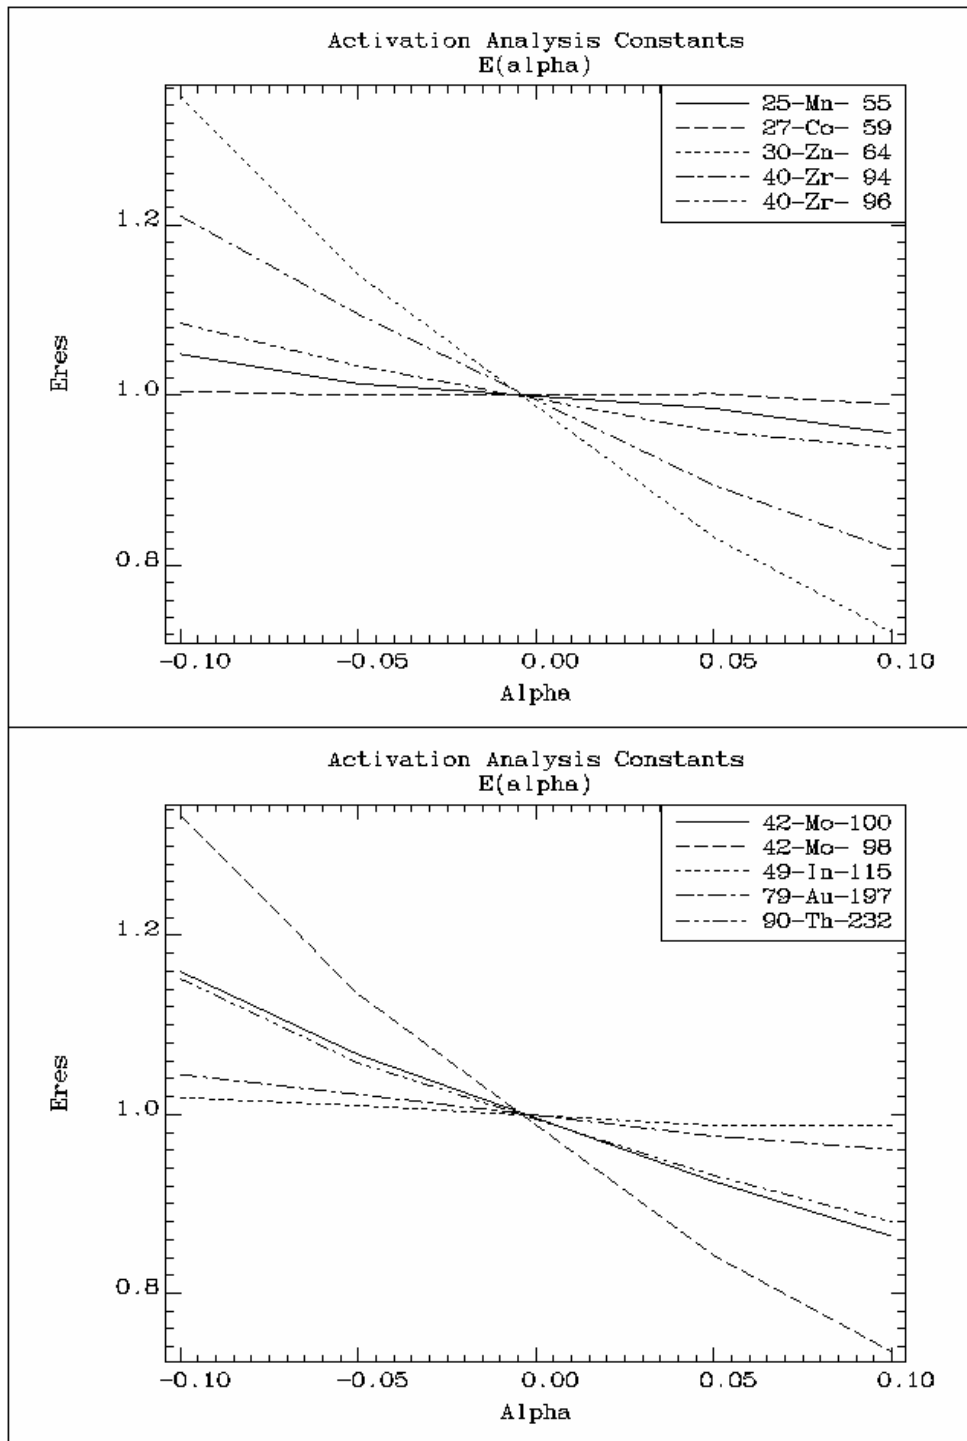 Activation Analysis Constants
E(alpha)
25-Mn- 55
27-Co- 59
30-Zn- 64
40-Zr- 94
40-Zr- 96
1.2
1.0
0.8
Eres
-0.10 -0.05 0.00 0.05 0.10
Alpha
Activation Analysis Constants
E(alpha)
42-Mo-100
42-Mo- 98
49-In-115
79-Au-197
90-Th-232
1.2
1.0
0.8
Eres
-0.10 -0.05 0.00 0.05 0.10
Alpha